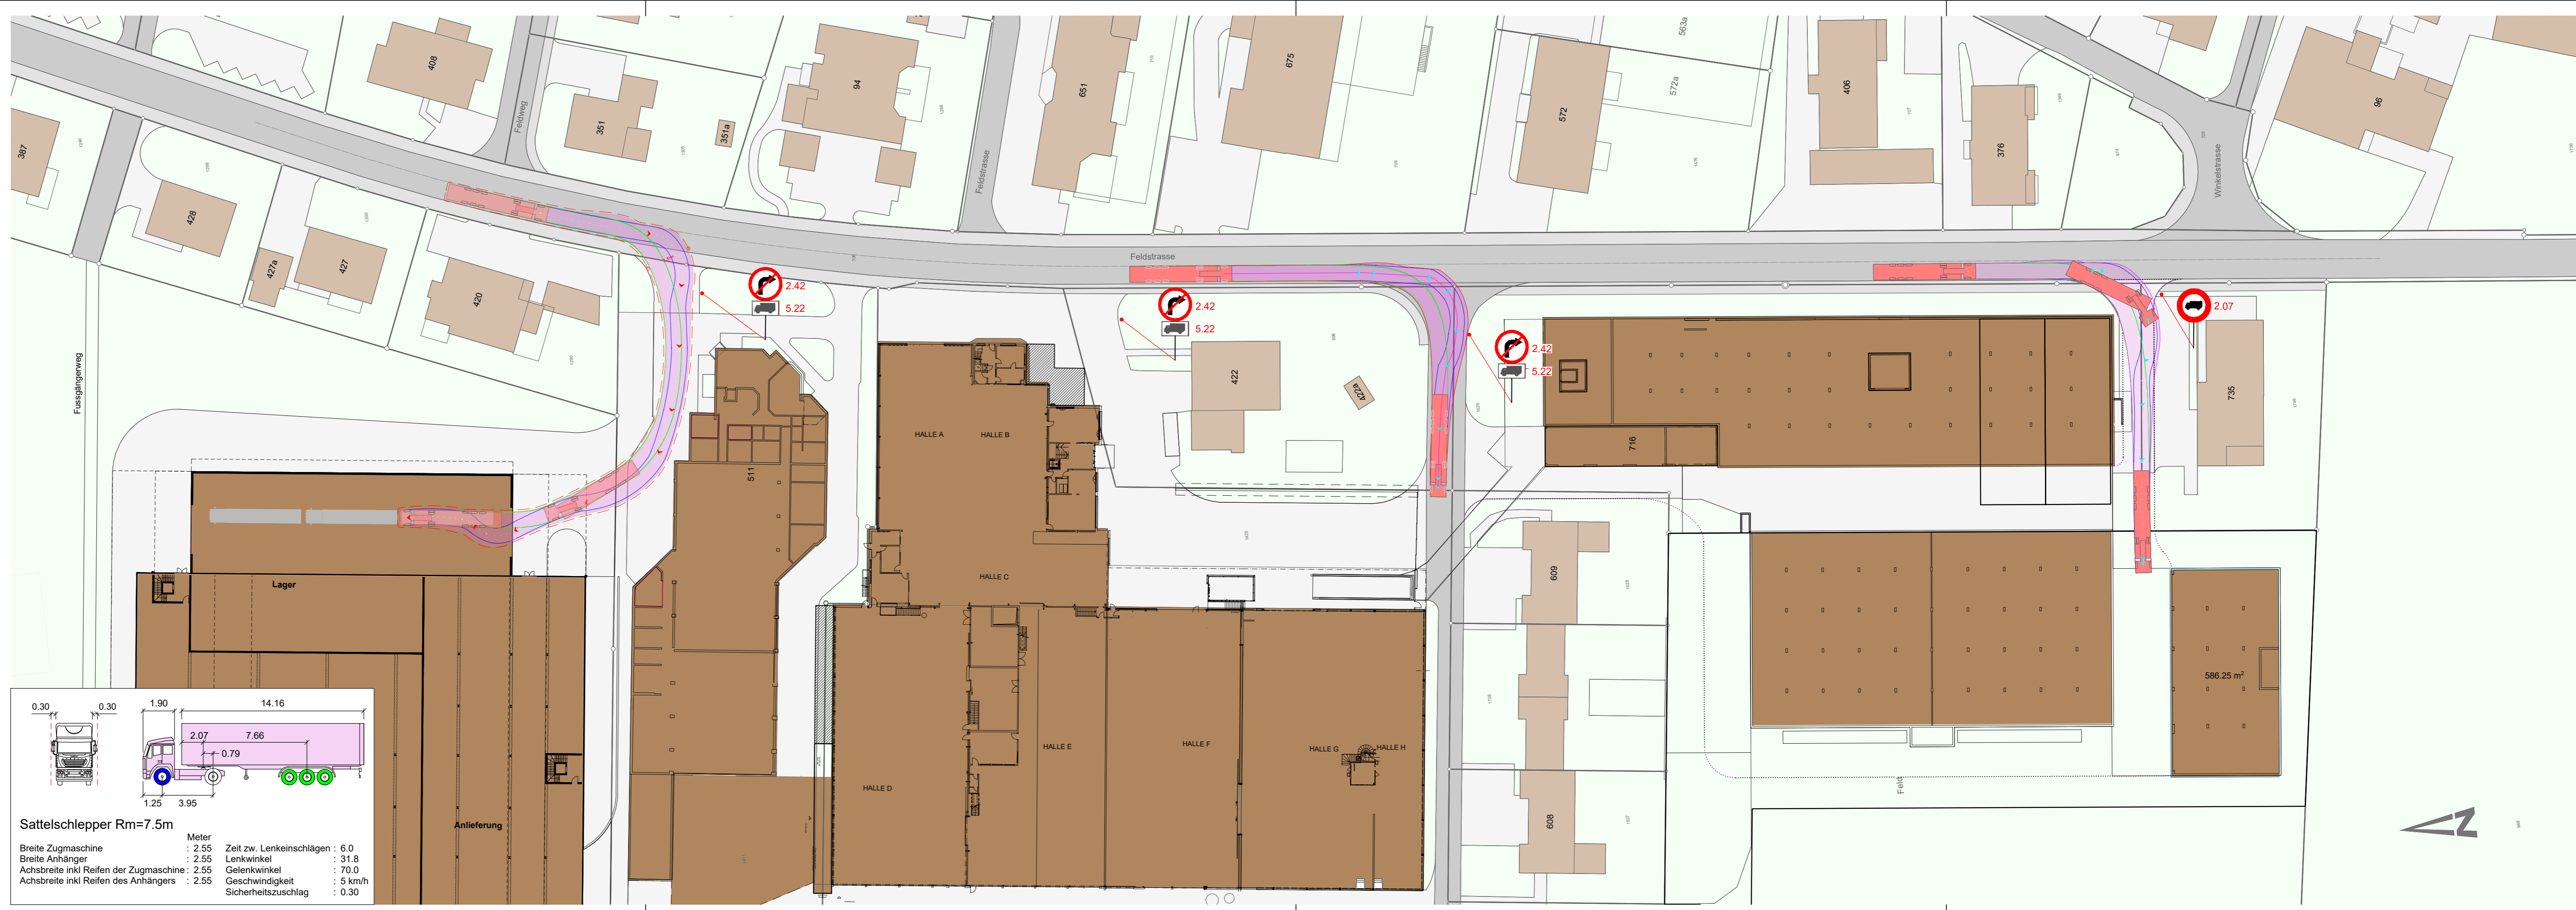 408
351
351a
94
651
675
572
572a
563a
406
376
96
387
428
427a
427
420
Feldweg
Feldstrasse
Feldstrasse
Winkelstrasse
Fussgängerweg
2.42
5.22
2.42
5.22
2.42
5.22
2.07
422
422a
735
716
511
HALLE A
HALLE B
HALLE C
HALLE D
HALLE E
HALLE F
HALLE G
HALLE H
609
608
586.25 m²
Feld
Lager
Anlieferung
N
0.30
0.30
1.90
14.16
2.07
7.66
0.79
1.25
3.95
Sattelschlepper Rm=7.5m
Meter
Breite Zugmaschine : 2.55 Zeit zw. Lenkeinschlägen : 6.0
Breite Anhänger : 2.55 Lenkwinkel : 31.8
Achsbreite inkl Reifen der Zugmaschine : 2.55 Gelenkwinkel : 70.0
Achsbreite inkl Reifen des Anhängers : 2.55 Geschwindigkeit : 5 km/h
Sicherheitszuschlag : 0.30